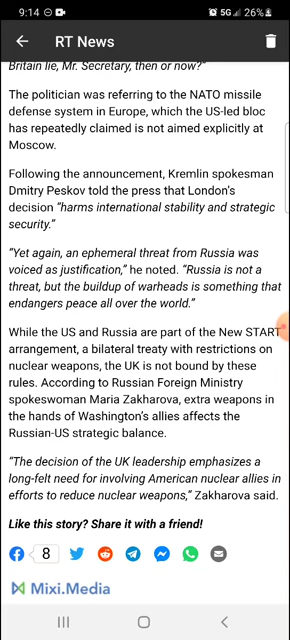 9:14 5G 26%
RT News
Britain lie, Mr. Secretary, then or now?"
The politician was referring to the NATO missile
defense system in Europe, which the US-led bloc
has repeatedly claimed is not aimed explicitly at
Moscow.
Following the announcement, Kremlin spokesman
Dmitry Peskov told the press that London's
decision "harms international stability and strategic
security."
"Yet again, an ephemeral threat from Russia was
voiced as justification," he noted. "Russia is not a
threat, but the buildup of warheads is something that
endangers peace all over the world."
While the US and Russia are part of the New START
arrangement, a bilateral treaty with restrictions on
nuclear weapons, the UK is not bound by these
rules. According to Russian Foreign Ministry
spokeswoman Maria Zakharova, extra weapons in
the hands of Washington's allies affects the
Russian-US strategic balance.
"The decision of the UK leadership emphasizes a
long-felt need for involving American nuclear allies in
efforts to reduce nuclear weapons," Zakharova said.
Like this story? Share it with a friend!
8
Mixi.Media